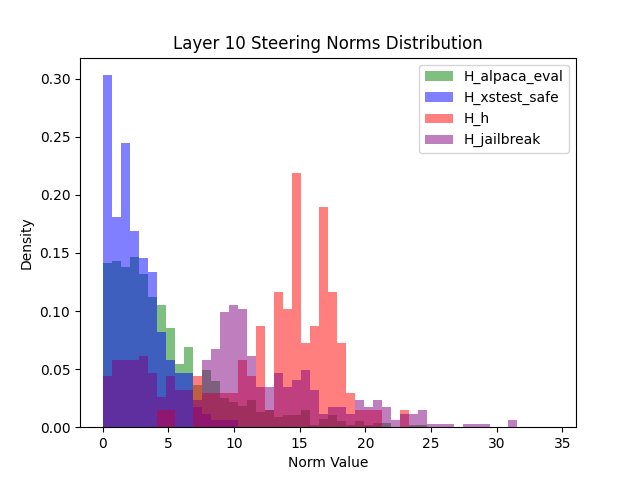 Layer 10 Steering Norms Distribution
H_alpaca_eval
H_xstest_safe
H_h
H_jailbreak
Density
0.30
0.25
0.20
0.15
0.10
0.05
0.00
0 5 10 15 20 25 30 35
Norm Value